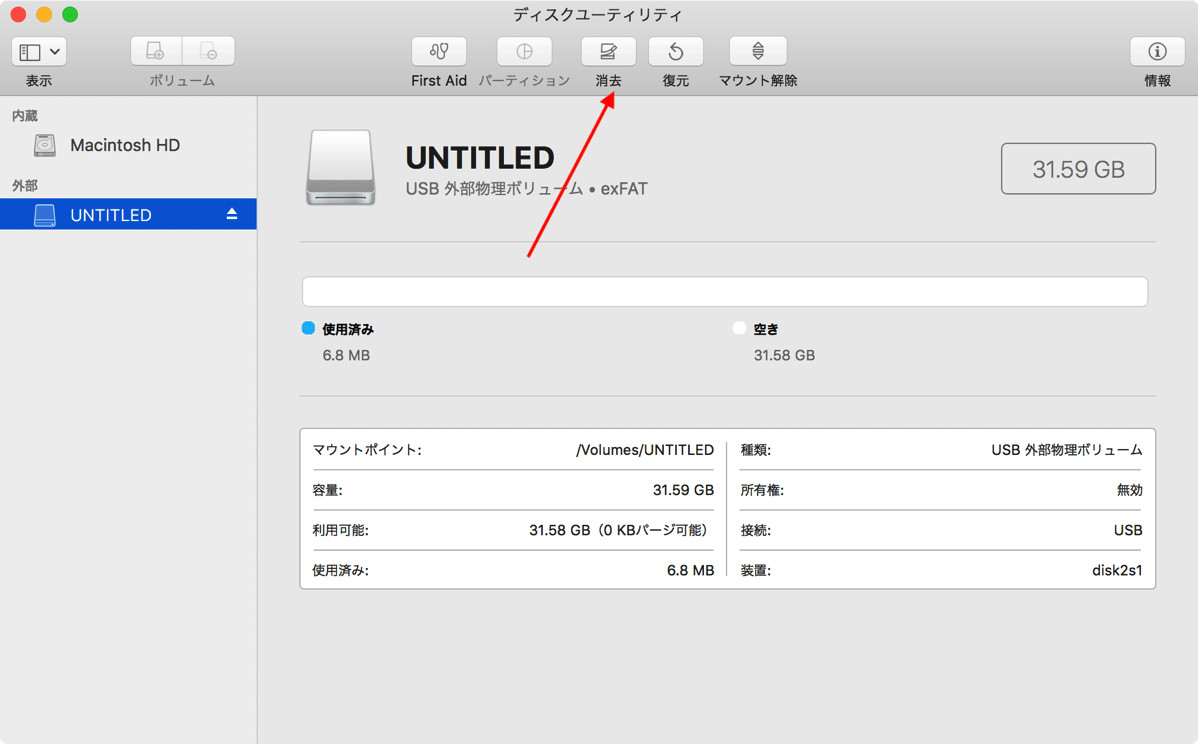 ディスクユーティリティ
表示
ボリューム
First Aid
パーティション
消去
復元
マウント解除
情報
内蔵
Macintosh HD
外部
UNTITLED
UNTITLED
USB 外部物理ボリューム • exFAT
31.59 GB
使用済み
6.8 MB
空き
31.58 GB
マウントポイント: /Volumes/UNTITLED
容量: 31.59 GB
利用可能: 31.58 GB（0 KBパージ可能）
使用済み: 6.8 MB
種類: USB 外部物理ボリューム
所有権: 無効
接続: USB
装置: disk2s1